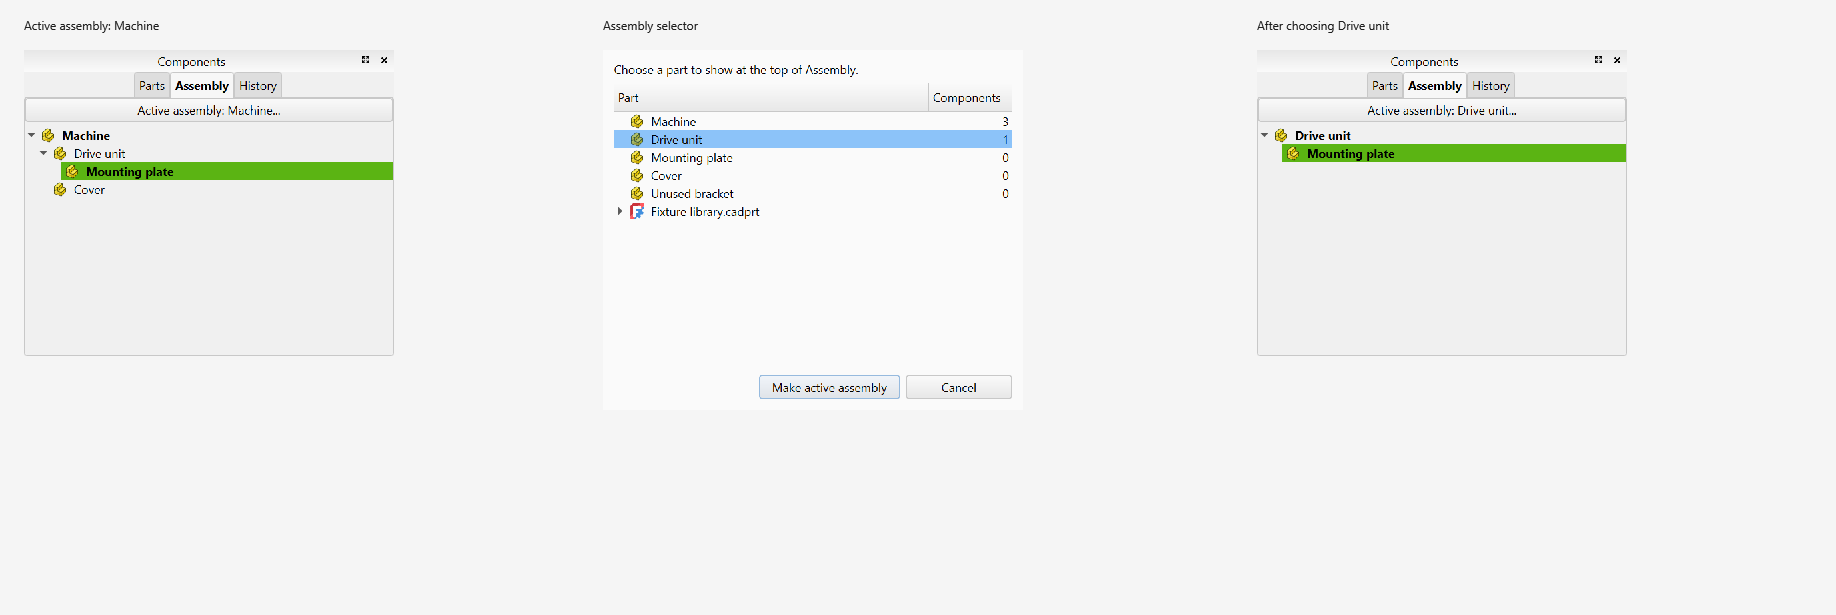 Active assembly: Machine
Components
Parts Assembly History
Active assembly: Machine...
Machine
Drive unit
Mounting plate
Cover
Assembly selector
Choose a part to show at the top of Assembly.
Part Components
Machine 3
Drive unit 1
Mounting plate 0
Cover 0
Unused bracket 0
Fixture library.cadprt
Make active assembly Cancel
After choosing Drive unit
Components
Parts Assembly History
Active assembly: Drive unit...
Drive unit
Mounting plate